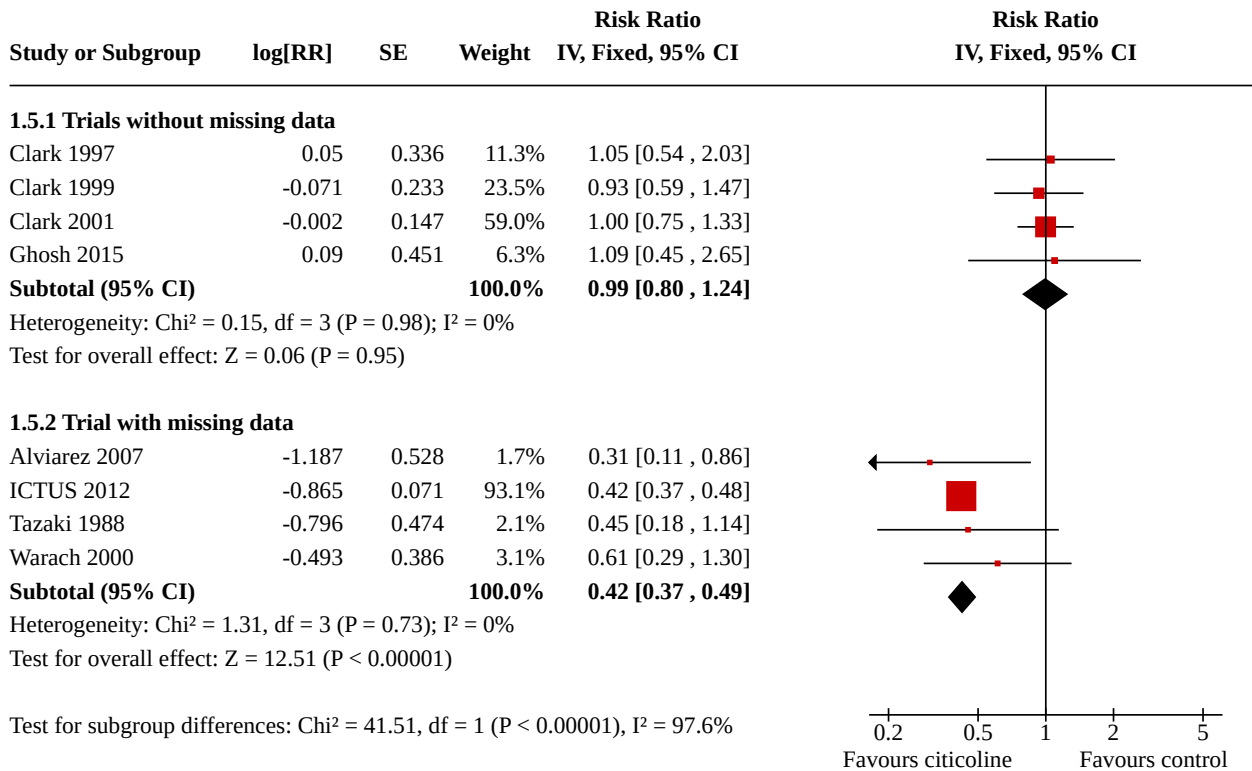 Risk Ratio Risk Ratio
Study or Subgroup log[RR] SE Weight IV, Fixed, 95% CI IV, Fixed, 95% CI
1.5.1 Trials without missing data
Clark 1997 0.05 0.336 11.3% 1.05 [0.54 , 2.03]
Clark 1999 -0.071 0.233 23.5% 0.93 [0.59 , 1.47]
Clark 2001 -0.002 0.147 59.0% 1.00 [0.75 , 1.33]
Ghosh 2015 0.09 0.451 6.3% 1.09 [0.45 , 2.65]
Subtotal (95% CI) 100.0% 0.99 [0.80 , 1.24]
Heterogeneity: Chi² = 0.15, df = 3 (P = 0.98); I² = 0%
Test for overall effect: Z = 0.06 (P = 0.95)
1.5.2 Trial with missing data
Alviarez 2007 -1.187 0.528 1.7% 0.31 [0.11 , 0.86]
ICTUS 2012 -0.865 0.071 93.1% 0.42 [0.37 , 0.48]
Tazaki 1988 -0.796 0.474 2.1% 0.45 [0.18 , 1.14]
Warach 2000 -0.493 0.386 3.1% 0.61 [0.29 , 1.30]
Subtotal (95% CI) 100.0% 0.42 [0.37 , 0.49]
Heterogeneity: Chi² = 1.31, df = 3 (P = 0.73); I² = 0%
Test for overall effect: Z = 12.51 (P < 0.00001)
Test for subgroup differences: Chi² = 41.51, df = 1 (P < 0.00001), I² = 97.6%
0.2 0.5 1 2 5
Favours citicoline Favours control